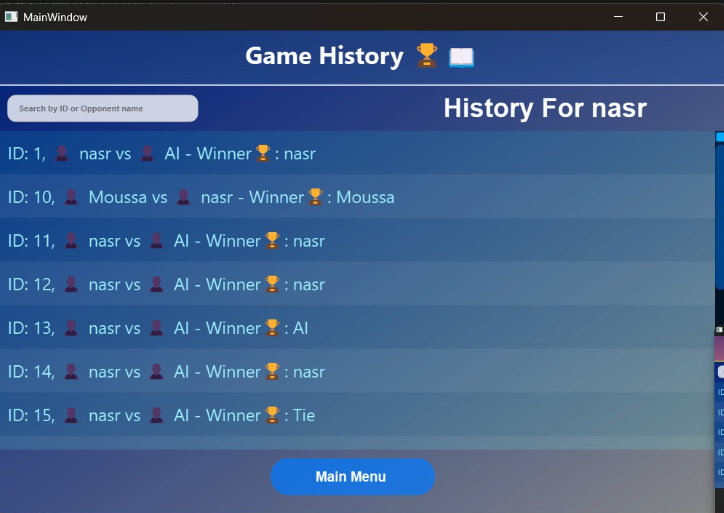 MainWindow
Game History 🏆 📖
Search by ID or Opponent name
History For nasr
ID: 1, 👤 nasr vs 👤 AI - Winner🏆: nasr
ID: 10, 👤 Moussa vs 👤 nasr - Winner🏆: Moussa
ID: 11, 👤 nasr vs 👤 AI - Winner🏆: nasr
ID: 12, 👤 nasr vs 👤 AI - Winner🏆: nasr
ID: 13, 👤 nasr vs 👤 AI - Winner🏆: AI
ID: 14, 👤 nasr vs 👤 AI - Winner🏆: nasr
ID: 15, 👤 nasr vs 👤 AI - Winner🏆: Tie
Main Menu